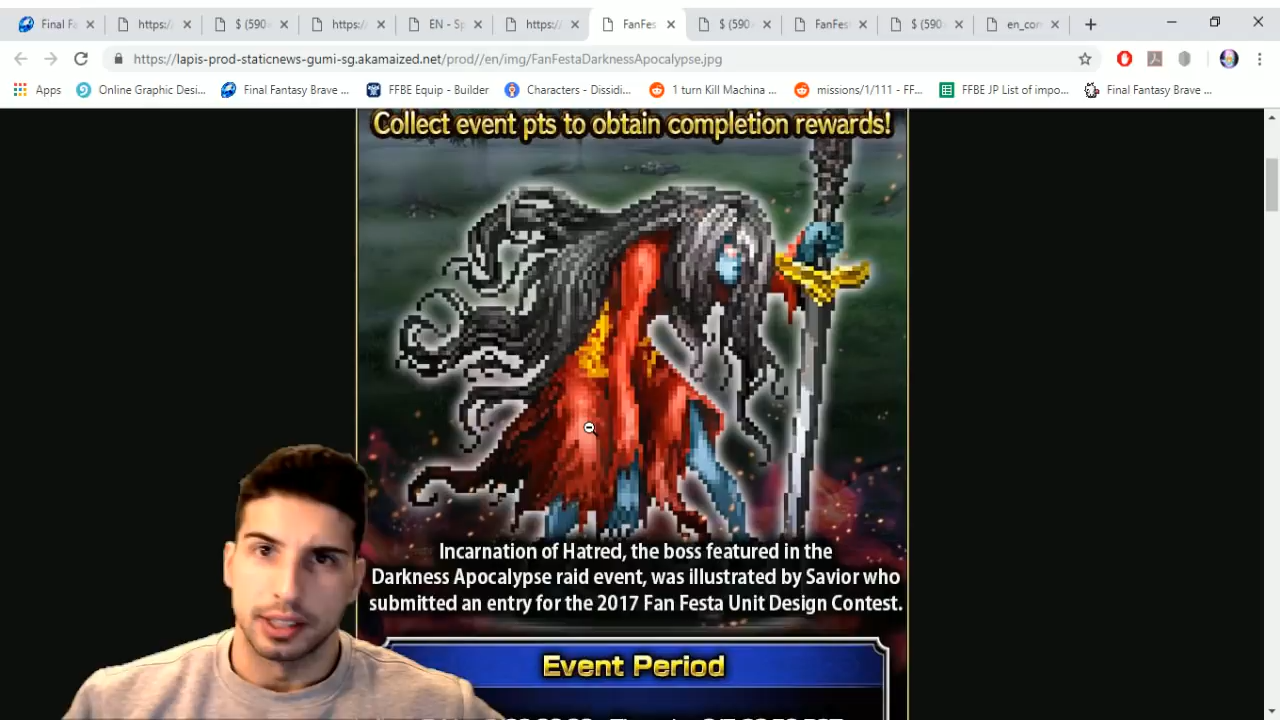 Final Fa
https:/
$ (590
https:/
EN - Sp
https:/
FanFes
$ (590
FanFes
$ (590
en_con
https://lapis-prod-staticnews-gumi-sg.akamaized.net/prod//en/img/FanFestaDarknessApocalypse.jpg
Apps
Online Graphic Desi...
Final Fantasy Brave ...
FFBE Equip - Builder
Characters - Dissidi...
1 turn Kill Machina ...
missions/1/111 - FF...
FFBE JP List of impo...
Final Fantasy Brave ...
Collect event pts to obtain completion rewards!
Incarnation of Hatred, the boss featured in the
Darkness Apocalypse raid event, was illustrated by Savior who
submitted an entry for the 2017 Fan Festa Unit Design Contest.
Event Period